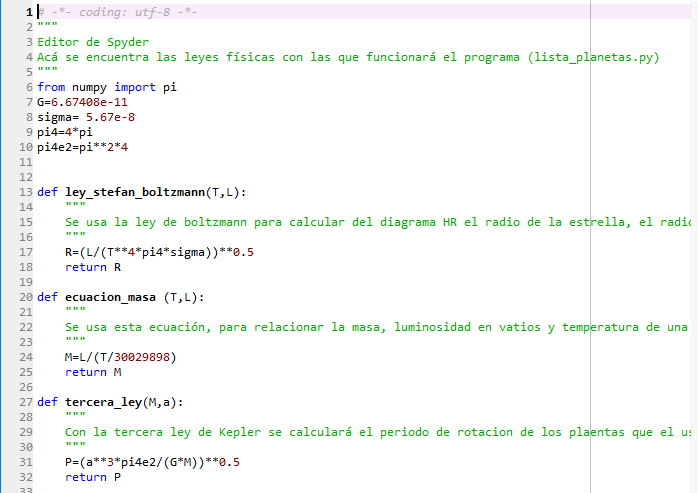 1 # -*- coding: utf-8 -*-
2 """
3 Editor de Spyder
4 Acá se encuentra las leyes físicas con las que funcionará el programa (lista_planetas.py)
5 """
6 from numpy import pi
7 G=6.67408e-11
8 sigma= 5.67e-8
9 pi4=4*pi
10 pi4e2=pi**2*4
11
12
13 def ley_stefan_boltzmann(T,L):
14 """
15 Se usa la ley de boltzmann para calcular del diagrama HR el radio de la estrella, el
16 """
17 R=(L/(T**4*pi4*sigma))**0.5
18 return R
19
20 def ecuacion_masa (T,L):
21 """
22 Se usa esta ecuación, para relacionar la masa, luminosidad en vatios y temperatura de una
23 """
24 M=L/(T/30029898)
25 return M
26
27 def tercera_ley(M,a):
28 """
29 Con la tercera ley de Kepler se calculará el periodo de rotacion de los plaentas que el
30 """
31 P=(a**3*pi4e2/(G*M))**0.5
32 return P